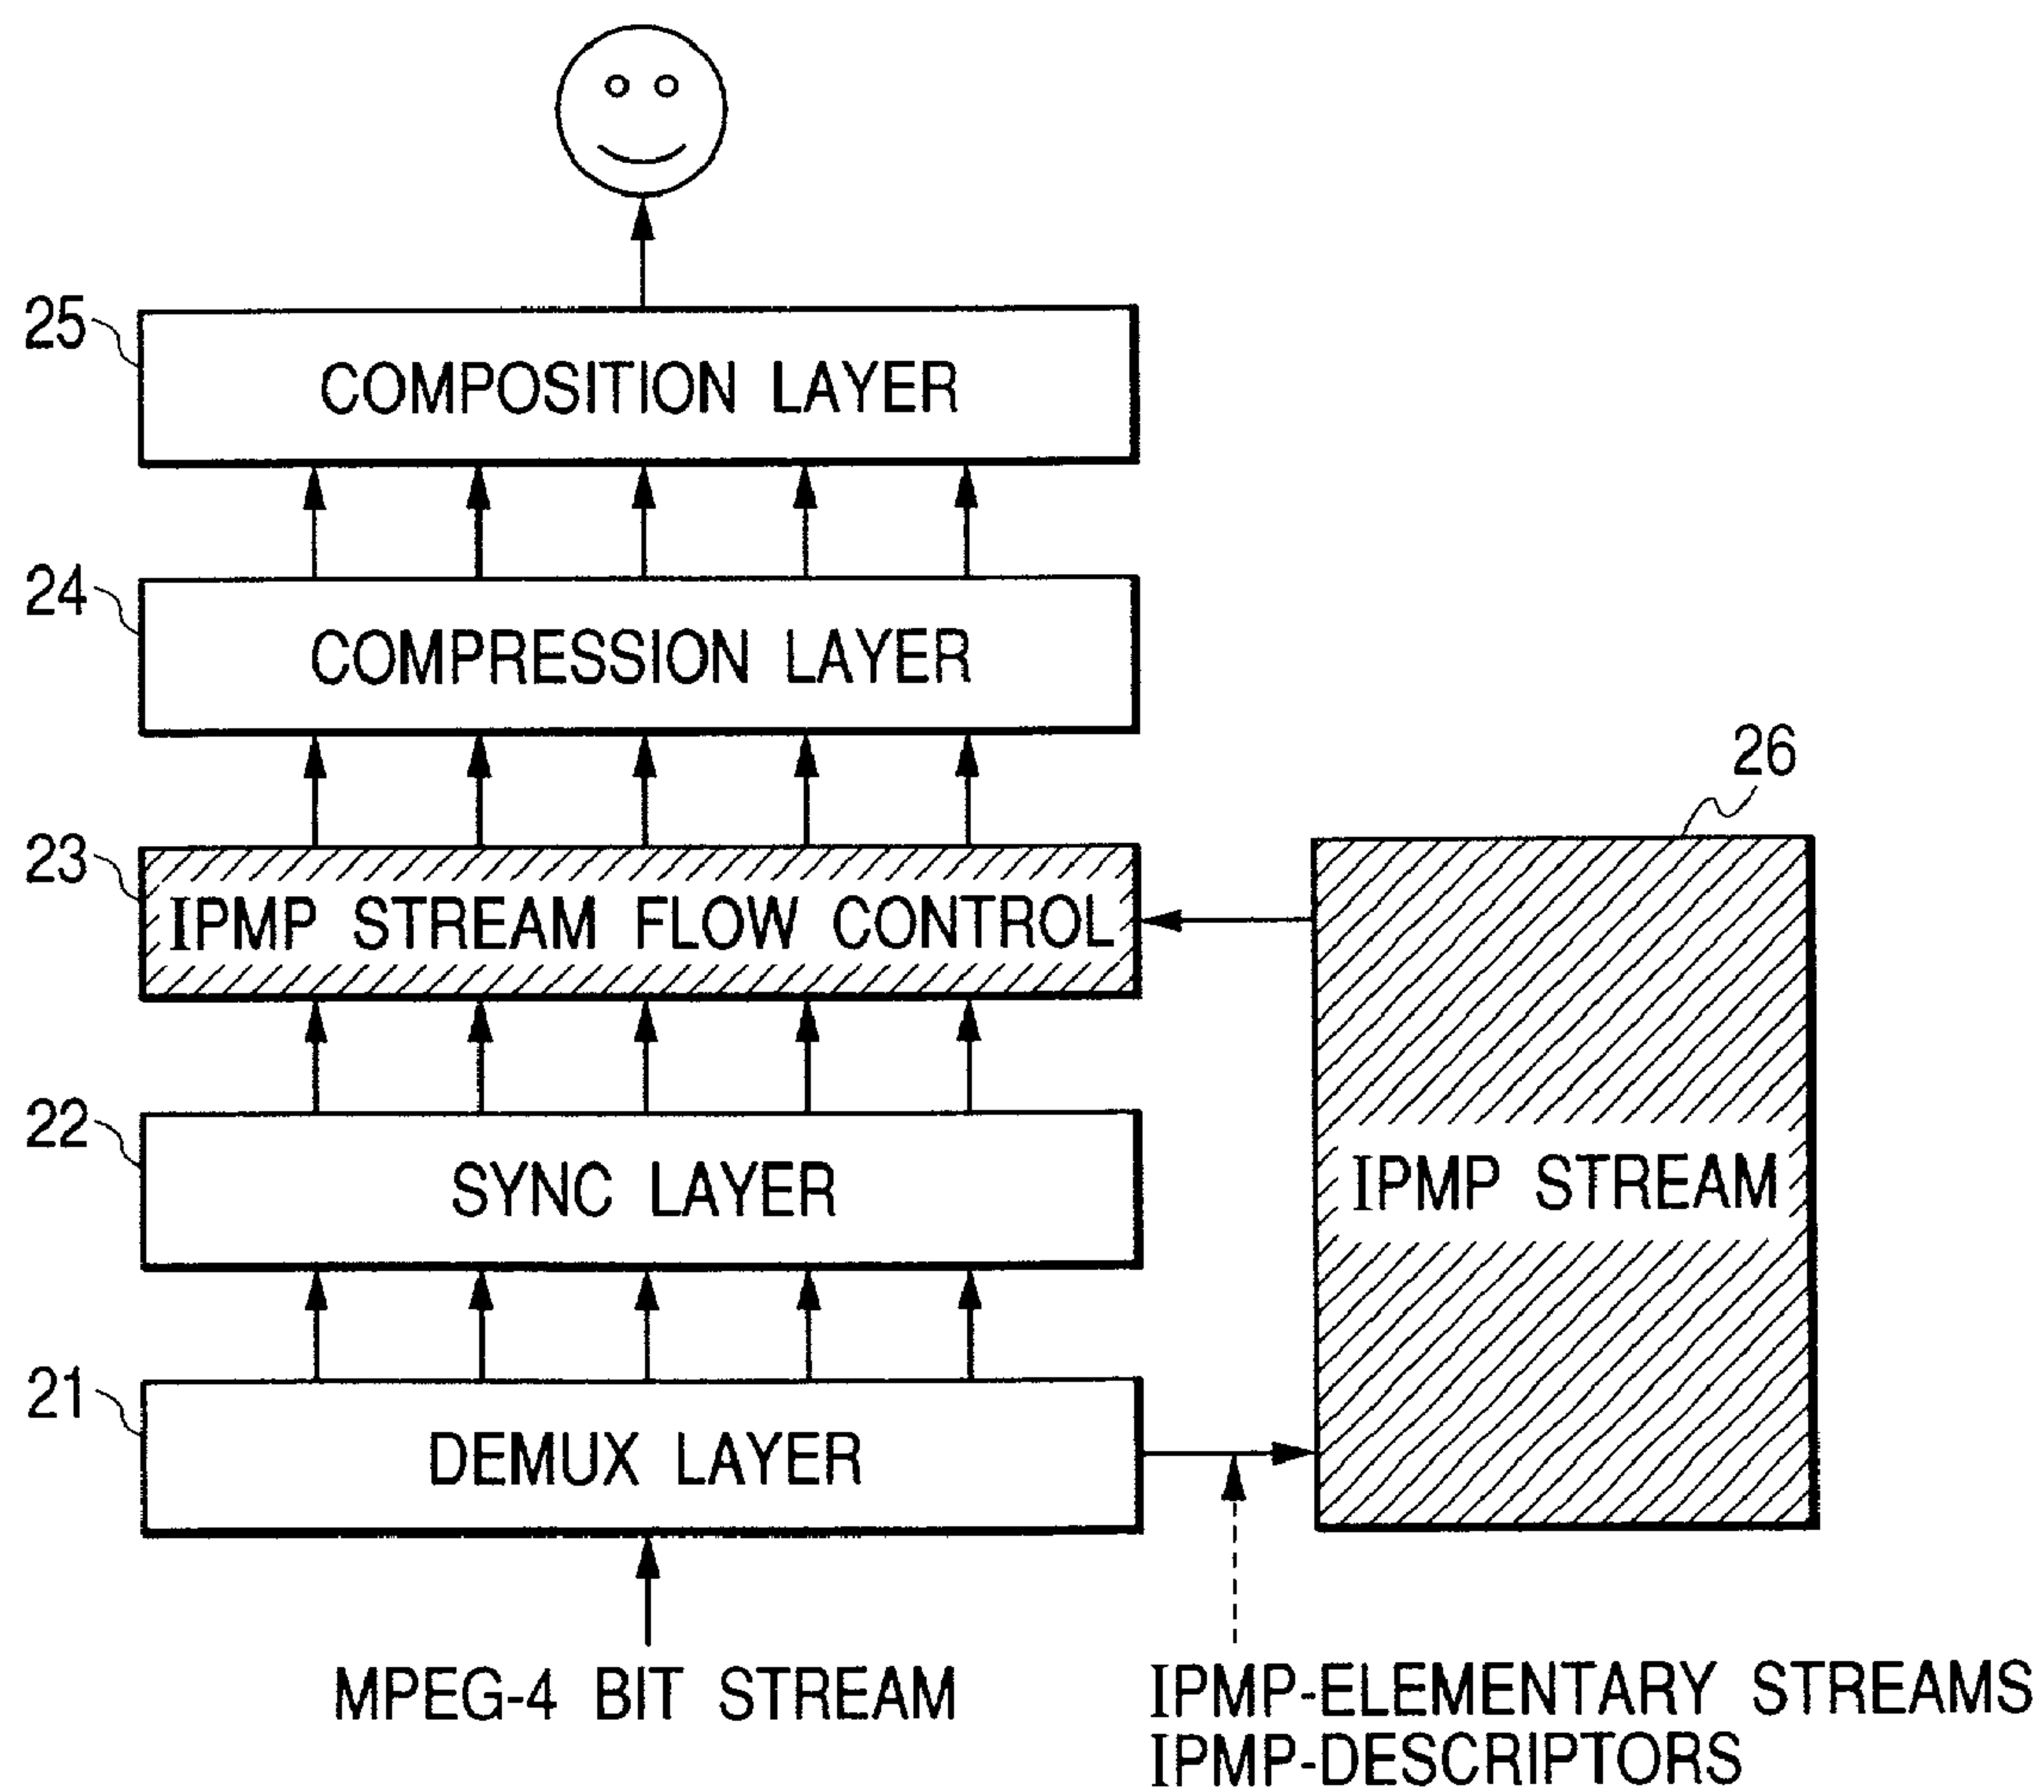 25
COMPOSITION LAYER
24
COMPRESSION LAYER
26
23
IPMP STREAM FLOW CONTROL
22
SYNC LAYER
IPMP STREAM
21
DEMUX LAYER
MPEG-4 BIT STREAM
IPMP-ELEMENTARY STREAMS
IPMP-DESCRIPTORS